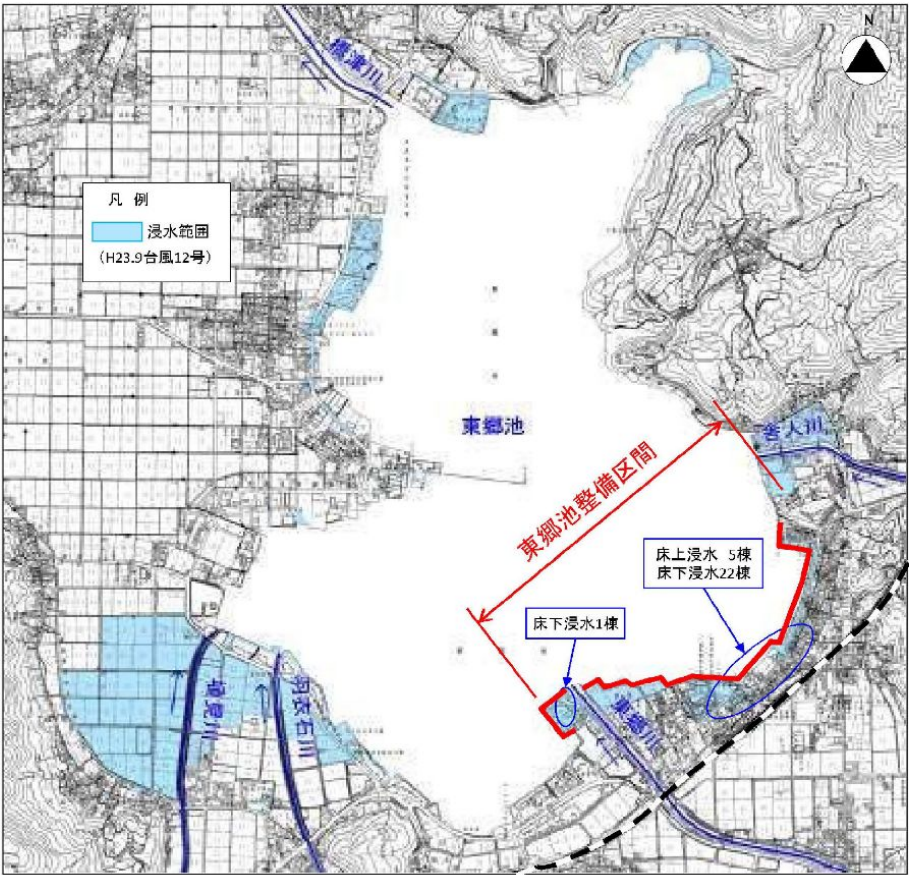 N
橋津川
凡 例
浸水範囲
(H23.9台風12号)
東郷池
舎人川
東郷池整備区間
床上浸水 5棟
床下浸水22棟
床下浸水1棟
埴見川
羽衣石川
東郷川